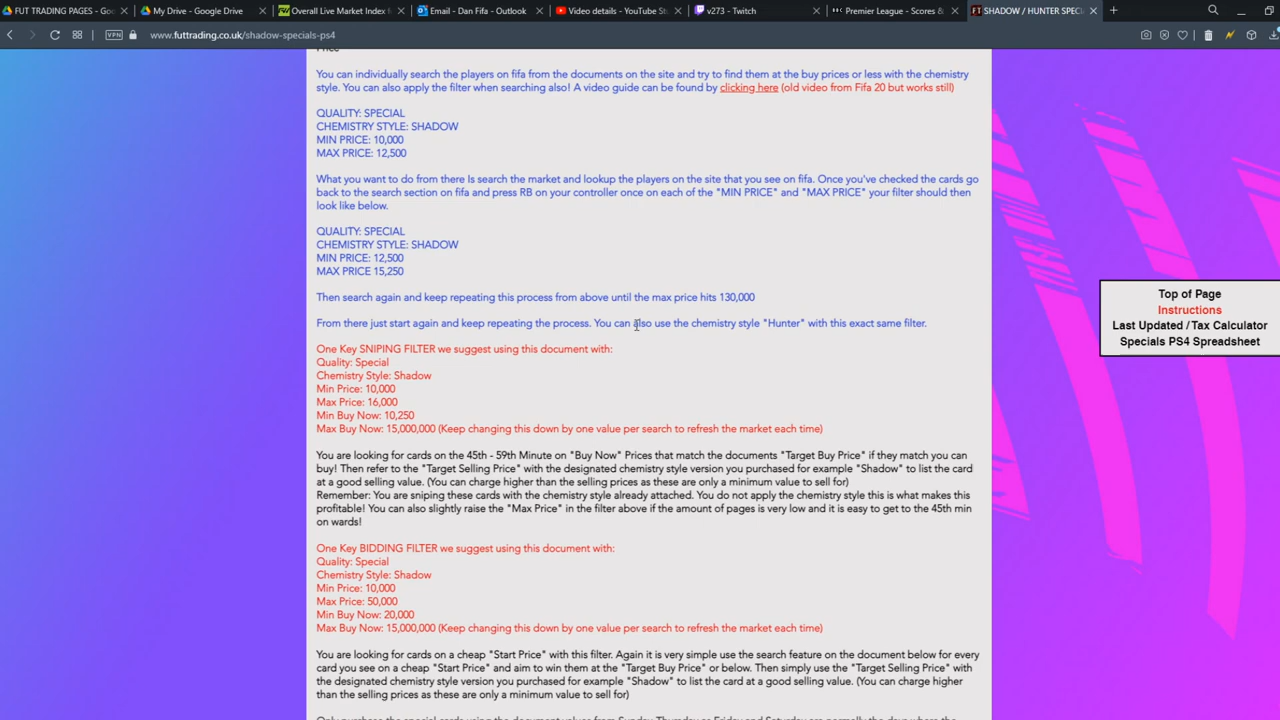 FUT TRADING PAGES - Goo
My Drive - Google Drive
Overall Live Market Index F
Email - Dan Fifa - Outlook
Video details - YouTube St
v273 - Twitch
Premier League - Scores &
SHADOW / HUNTER SPECI
VPN
www.futtrading.co.uk/shadow-specials-ps4
Price
You can individually search the players on fifa from the documents on the site and try to find them at the buy prices or less with the chemistry
style. You can also apply the filter when searching also! A video guide can be found by clicking here (old video from Fifa 20 but works still)
QUALITY: SPECIAL
CHEMISTRY STYLE: SHADOW
MIN PRICE: 10,000
MAX PRICE: 12,500
What you want to do from there Is search the market and lookup the players on the site that you see on fifa. Once you've checked the cards go
back to the search section on fifa and press RB on your controller once on each of the "MIN PRICE" and "MAX PRICE" your filter should then
look like below.
QUALITY: SPECIAL
CHEMISTRY STYLE: SHADOW
MIN PRICE: 12,500
MAX PRICE 15,250
Then search again and keep repeating this process from above until the max price hits 130,000
From there just start again and keep repeating the process. You can also use the chemistry style "Hunter" with this exact same filter.
One Key SNIPING FILTER we suggest using this document with:
Quality: Special
Chemistry Style: Shadow
Min Price: 10,000
Max Price: 16,000
Min Buy Now: 10,250
Max Buy Now: 15,000,000 (Keep changing this down by one value per search to refresh the market each time)
You are looking for cards on the 45th - 59th Minute on "Buy Now" Prices that match the documents "Target Buy Price" if they match you can
buy! Then refer to the "Target Selling Price" with the designated chemistry style version you purchased for example "Shadow" to list the card
at a good selling value. (You can charge higher than the selling prices as these are only a minimum value to sell for)
Remember: You are sniping these cards with the chemistry style already attached. You do not apply the chemistry style this is what makes this
profitable! You can also slightly raise the "Max Price" in the filter above if the amount of pages is very low and it is easy to get to the 45th min
on wards!
One Key BIDDING FILTER we suggest using this document with:
Quality: Special
Chemistry Style: Shadow
Min Price: 10,000
Max Price: 50,000
Min Buy Now: 20,000
Max Buy Now: 15,000,000 (Keep changing this down by one value per search to refresh the market each time)
You are looking for cards on a cheap "Start Price" with this filter. Again it is very simple use the search feature on the document below for every
card you see on a cheap "Start Price" and aim to win them at the "Target Buy Price" or below. Then simply use the "Target Selling Price" with
the designated chemistry style version you purchased for example "Shadow" to list the card at a good selling value. (You can charge higher
than the selling prices as these are only a minimum value to sell for)
Only purchase the special cards using the document values from Sunday-Thursday or Friday and Saturday are normally the days where the
Top of Page
Instructions
Last Updated / Tax Calculator
Specials PS4 Spreadsheet